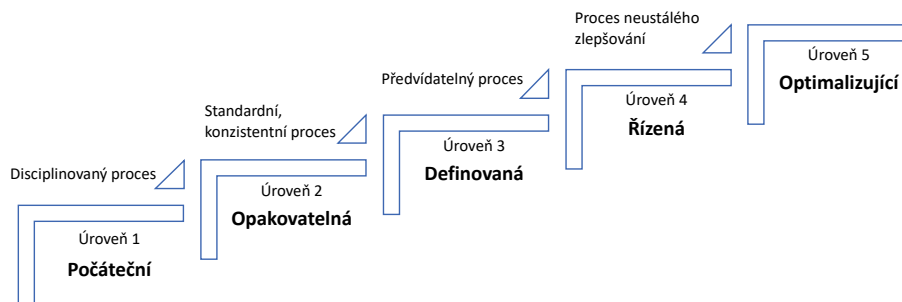 Disciplinovaný proces
Úroveň 1
Počáteční
Standardní,
konzistentní proces
Úroveň 2
Opakovatelná
Předvídatelný proces
Úroveň 3
Definovaná
Proces neustálého
zlepšování
Úroveň 4
Řízená
Úroveň 5
Optimalizující